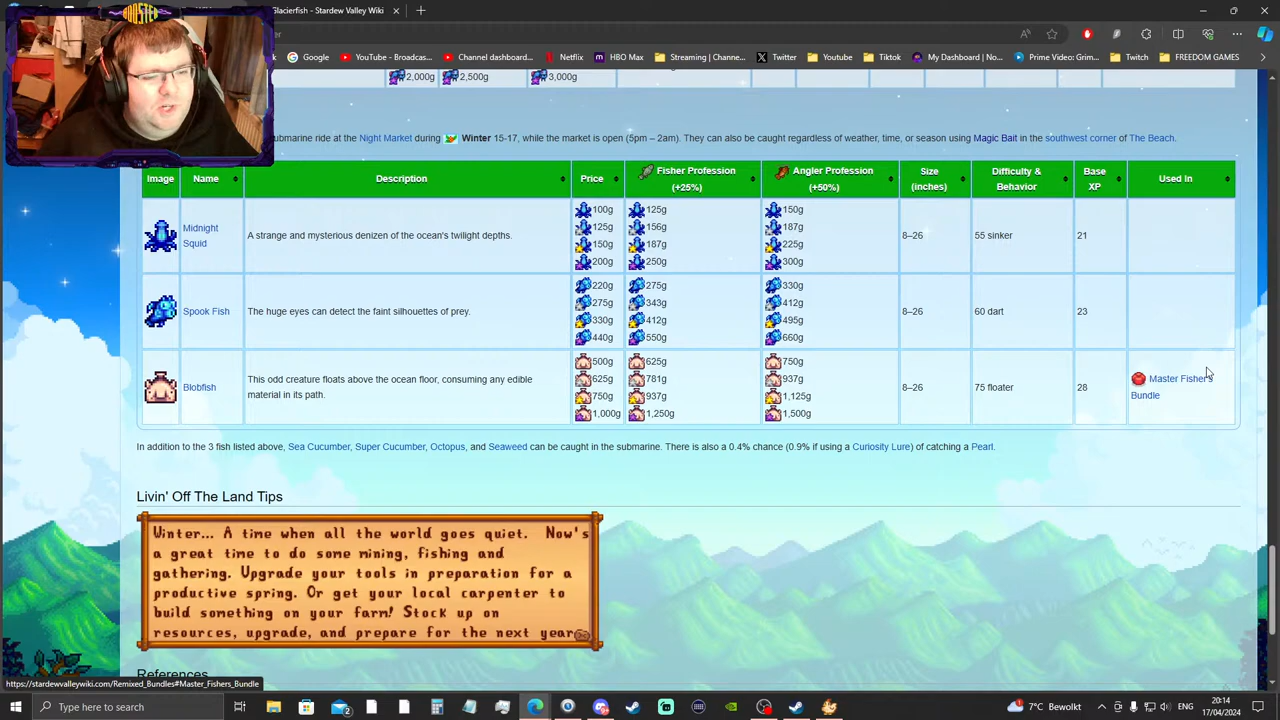 BOOSTED
Glacierfish - Stardew Valley Wiki
Google YouTube - Broadcas... Channel dashboard... Netflix HBO Max Streaming | Channe... Twitter Youtube Tiktok My Dashboard | No... Prime Video: Grim... Twitch FREEDOM GAMES
2,000g 2,500g 3,000g
ubmarine ride at the Night Market during Winter 15-17, while the market is open (5pm – 2am). They can also be caught regardless of weather, time, or season using Magic Bait in the southwest corner of The Beach.
Image Name Description Price Fisher Profession (+25%) Angler Profession (+50%) Size (inches) Difficulty & Behavior Base XP Used In
Midnight Squid A strange and mysterious denizen of the ocean's twilight depths. 100g 125g 150g 8–26 55 sinker 21
125g 156g 187g
150g 187g 225g
200g 250g 300g
Spook Fish The huge eyes can detect the faint silhouettes of prey. 220g 275g 330g 8–26 60 dart 23
275g 343g 412g
330g 412g 495g
440g 550g 660g
Blobfish This odd creature floats above the ocean floor, consuming any edible material in its path. 500g 625g 750g 8–26 75 floater 28 Master Fisher's Bundle
625g 781g 937g
750g 937g 1,125g
1,000g 1,250g 1,500g
In addition to the 3 fish listed above, Sea Cucumber, Super Cucumber, Octopus, and Seaweed can be caught in the submarine. There is also a 0.4% chance (0.9% if using a Curiosity Lure) of catching a Pearl.
Livin' Off The Land Tips
Winter... A time when all the world goes quiet. Now's
a great time to do some mining, fishing and
gathering. Upgrade your tools in preparation for a
productive spring. Or get your local carpenter to
build something on your farm! Stock up on
resources, upgrade, and prepare for the next year
References
https://stardewvalleywiki.com/Remixed_Bundles#Master_Fishers_Bundle
Type here to search
7°C Bewolkt
20:14
17/04/2024